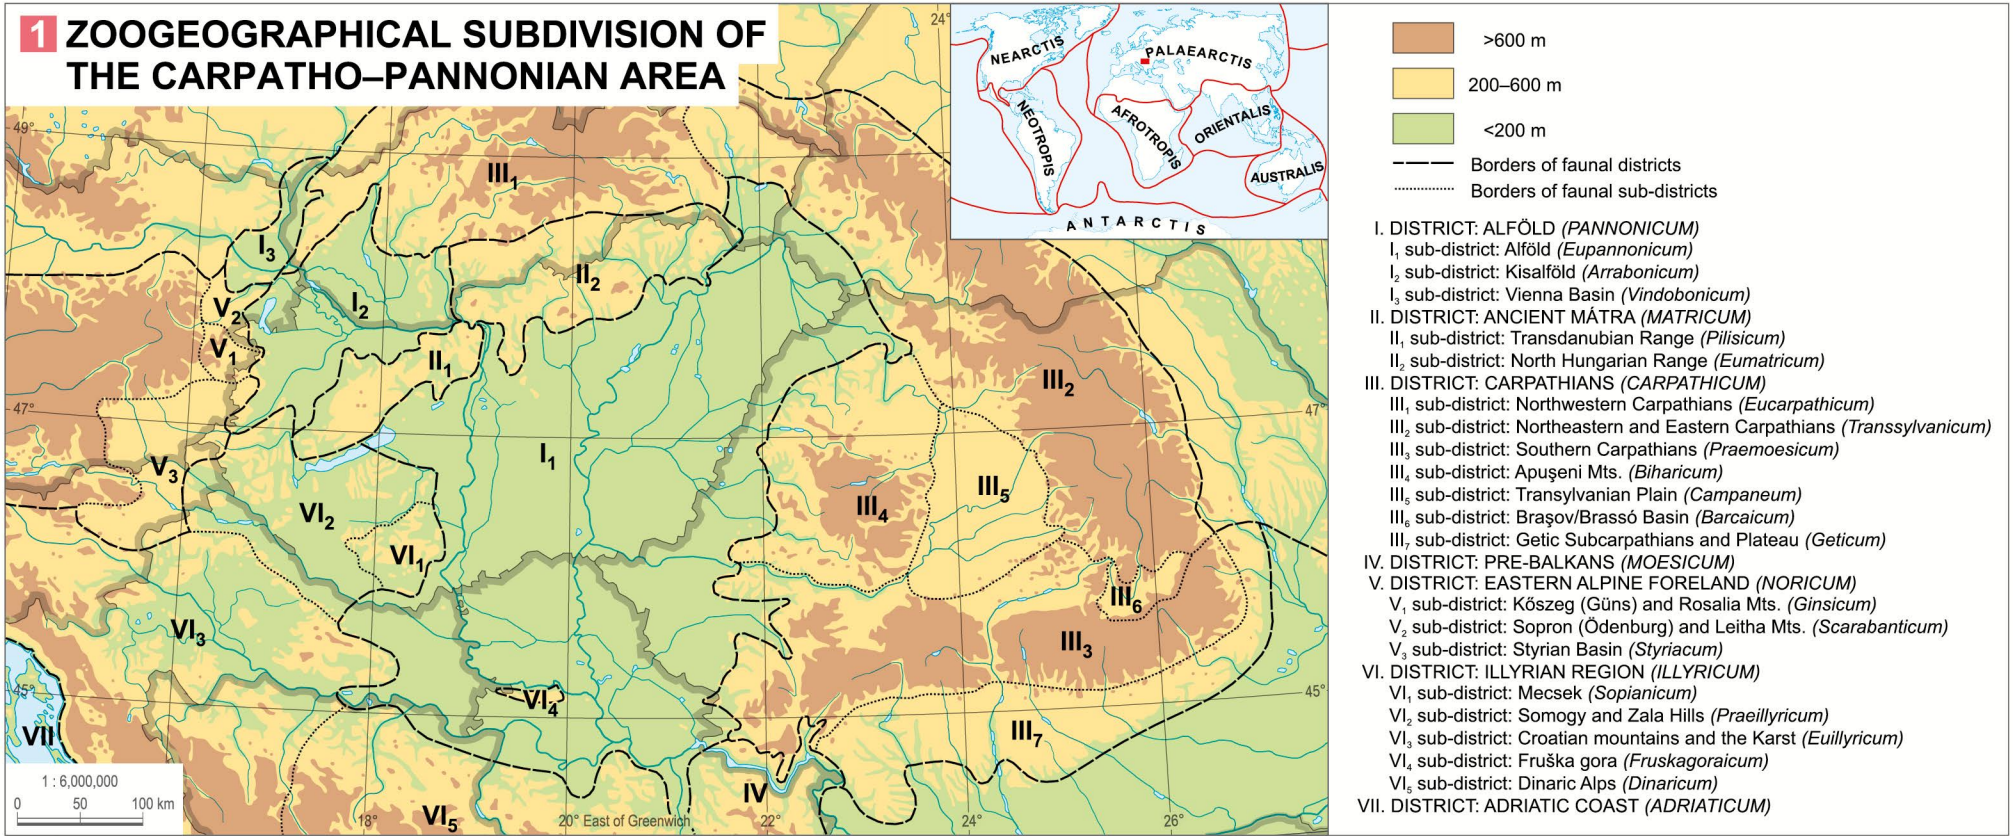 1 ZOOGEOGRAPHICAL SUBDIVISION OF
THE CARPATHO–PANNONIAN AREA
24°
NEARCTIS
PALAEARCTIS
NEOTROPIS
AFROTROPIS
ORIENTALIS
AUSTRALIS
ANTARCTIS
49°
III₁
I₃
I₂
II₂
V₂
V₁
II₁
III₂
47°
47°
I₁
V₃
III₄
III₅
VI₂
VI₁
III₆
VI₃
III₃
45°
45°
VI₄
VII
III₇
IV
VI₅
1 : 6,000,000
0 50 100 km
18°
20° East of Greenwich
22°
24°
26°
>600 m
200–600 m
<200 m
Borders of faunal districts
Borders of faunal sub-districts
I. DISTRICT: ALFÖLD (PANNONICUM)
I₁ sub-district: Alföld (Eupannonicum)
I₂ sub-district: Kisalföld (Arrabonicum)
I₃ sub-district: Vienna Basin (Vindobonicum)
II. DISTRICT: ANCIENT MÁTRA (MATRICUM)
II₁ sub-district: Transdanubian Range (Pilisicum)
II₂ sub-district: North Hungarian Range (Eumatricum)
III. DISTRICT: CARPATHIANS (CARPATHICUM)
III₁ sub-district: Northwestern Carpathians (Eucarpathicum)
III₂ sub-district: Northeastern and Eastern Carpathians (Transsylvanicum)
III₃ sub-district: Southern Carpathians (Praemoesicum)
III₄ sub-district: Apuşeni Mts. (Biharicum)
III₅ sub-district: Transylvanian Plain (Campaneum)
III₆ sub-district: Braşov/Brassó Basin (Barcaicum)
III₇ sub-district: Getic Subcarpathians and Plateau (Geticum)
IV. DISTRICT: PRE-BALKANS (MOESICUM)
V. DISTRICT: EASTERN ALPINE FORELAND (NORICUM)
V₁ sub-district: Kőszeg (Güns) and Rosalia Mts. (Ginsicum)
V₂ sub-district: Sopron (Ödenburg) and Leitha Mts. (Scarabanticum)
V₃ sub-district: Styrian Basin (Styriacum)
VI. DISTRICT: ILLYRIAN REGION (ILLYRICUM)
VI₁ sub-district: Mecsek (Sopianicum)
VI₂ sub-district: Somogy and Zala Hills (Praeillyricum)
VI₃ sub-district: Croatian mountains and the Karst (Euillyricum)
VI₄ sub-district: Fruška gora (Fruskagoraicum)
VI₅ sub-district: Dinaric Alps (Dinaricum)
VII. DISTRICT: ADRIATIC COAST (ADRIATICUM)